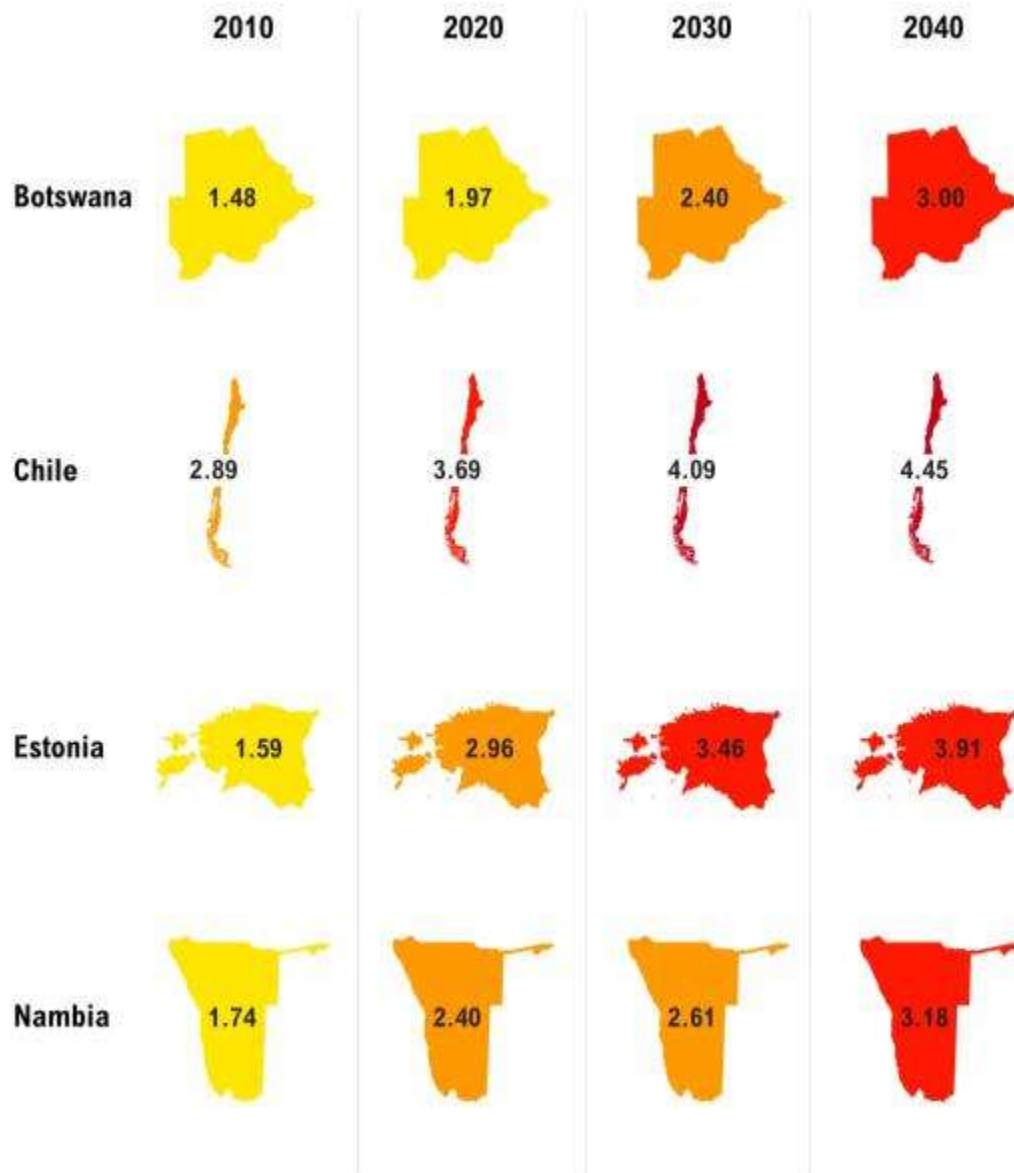 2010 2020 2030 2040
Botswana 1.48 1.97 2.40 3.00
Chile 2.89 3.69 4.09 4.45
Estonia 1.59 2.96 3.46 3.91
Nambia 1.74 2.40 2.61 3.18